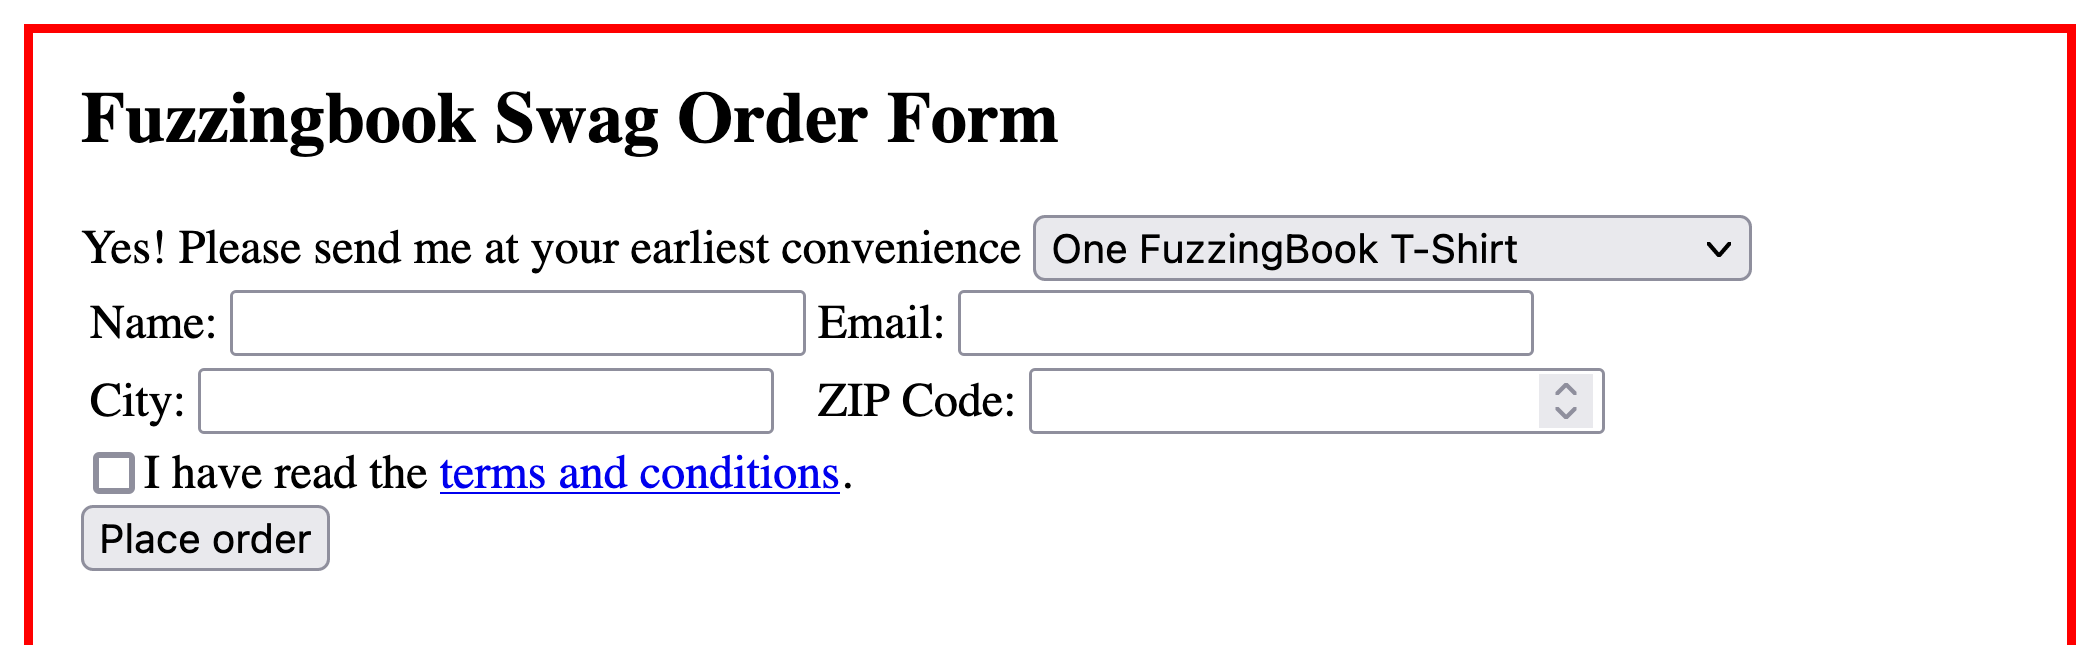 Fuzzingbook Swag Order Form
Yes! Please send me at your earliest convenience One FuzzingBook T-Shirt
Name: Email:
City: ZIP Code:
I have read the terms and conditions.
Place order